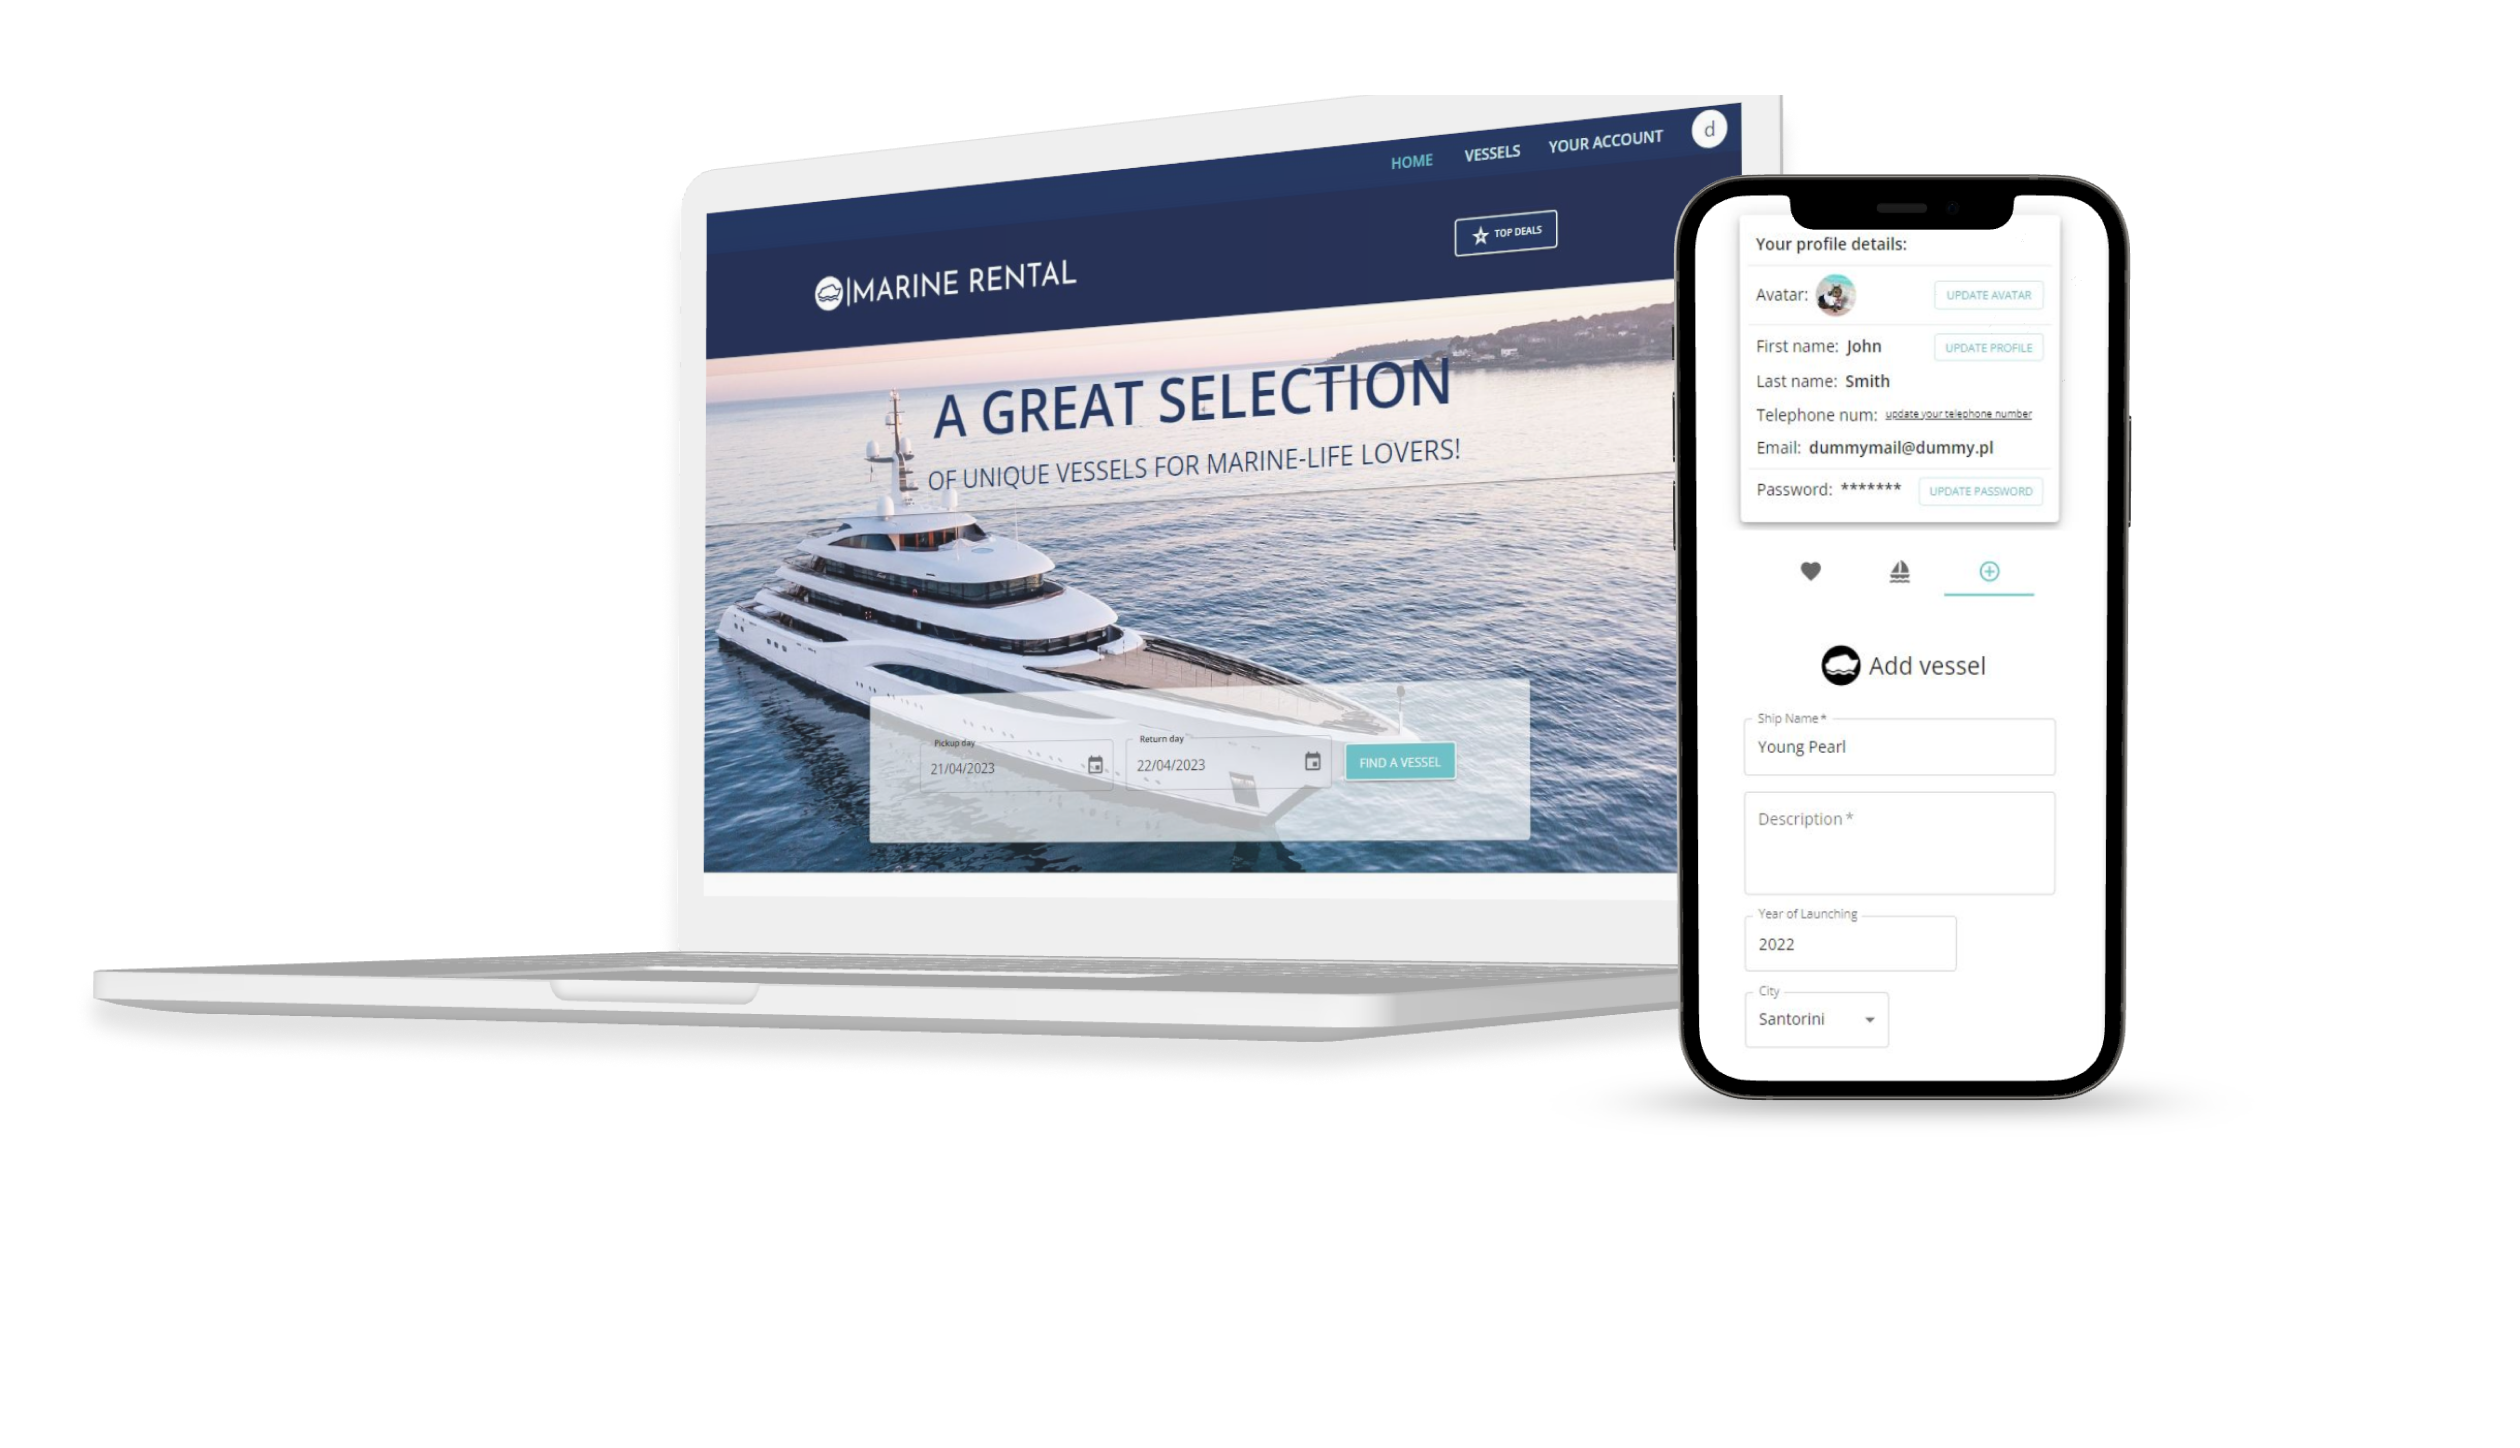 HOME VESSELS YOUR ACCOUNT d
TOP DEALS
MARINE RENTAL
A GREAT SELECTION
OF UNIQUE VESSELS FOR MARINE-LIFE LOVERS!
Pickup day
21/04/2023
Return day
22/04/2023
FIND A VESSEL
Your profile details:
Avatar: UPDATE AVATAR
First name: John UPDATE PROFILE
Last name: Smith
Telephone num: update your telephone number
Email: dummymail@dummy.pl
Password: ******* UPDATE PASSWORD
Add vessel
Ship Name *
Young Pearl
Description *
Year of Launching
2022
City
Santorini